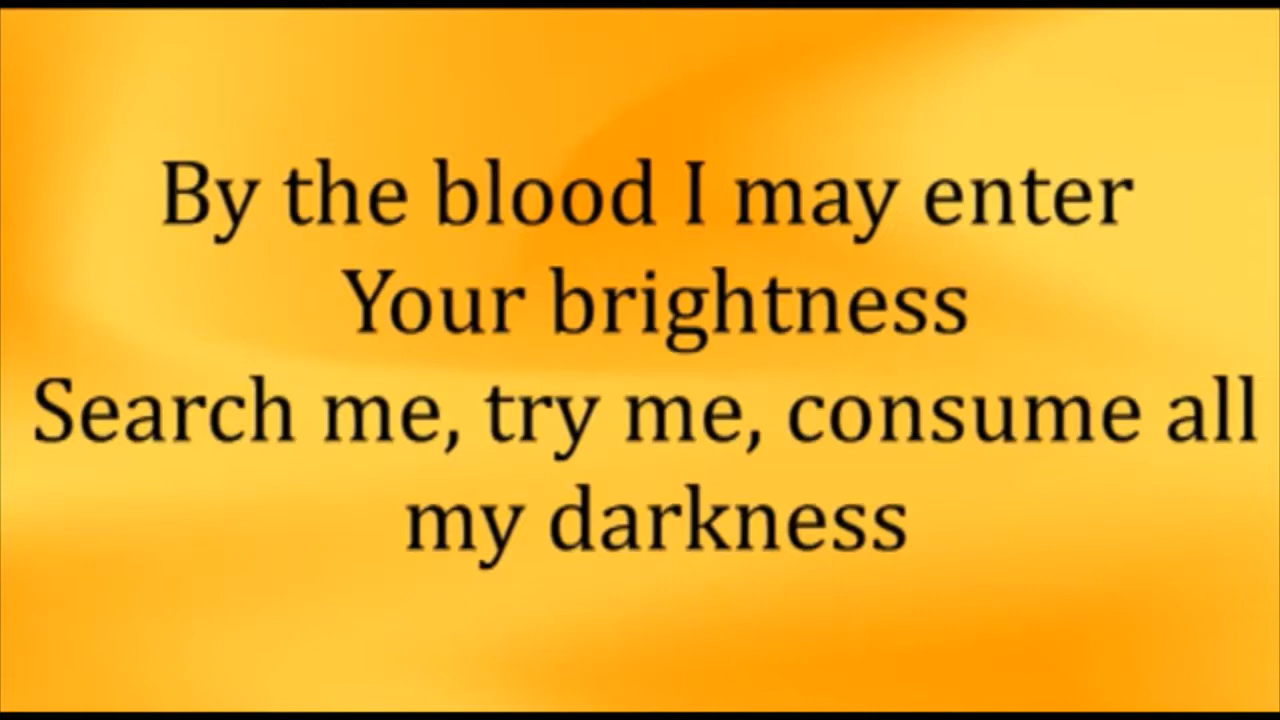 By the blood I may enter
Your brightness
Search me, try me, consume all
my darkness